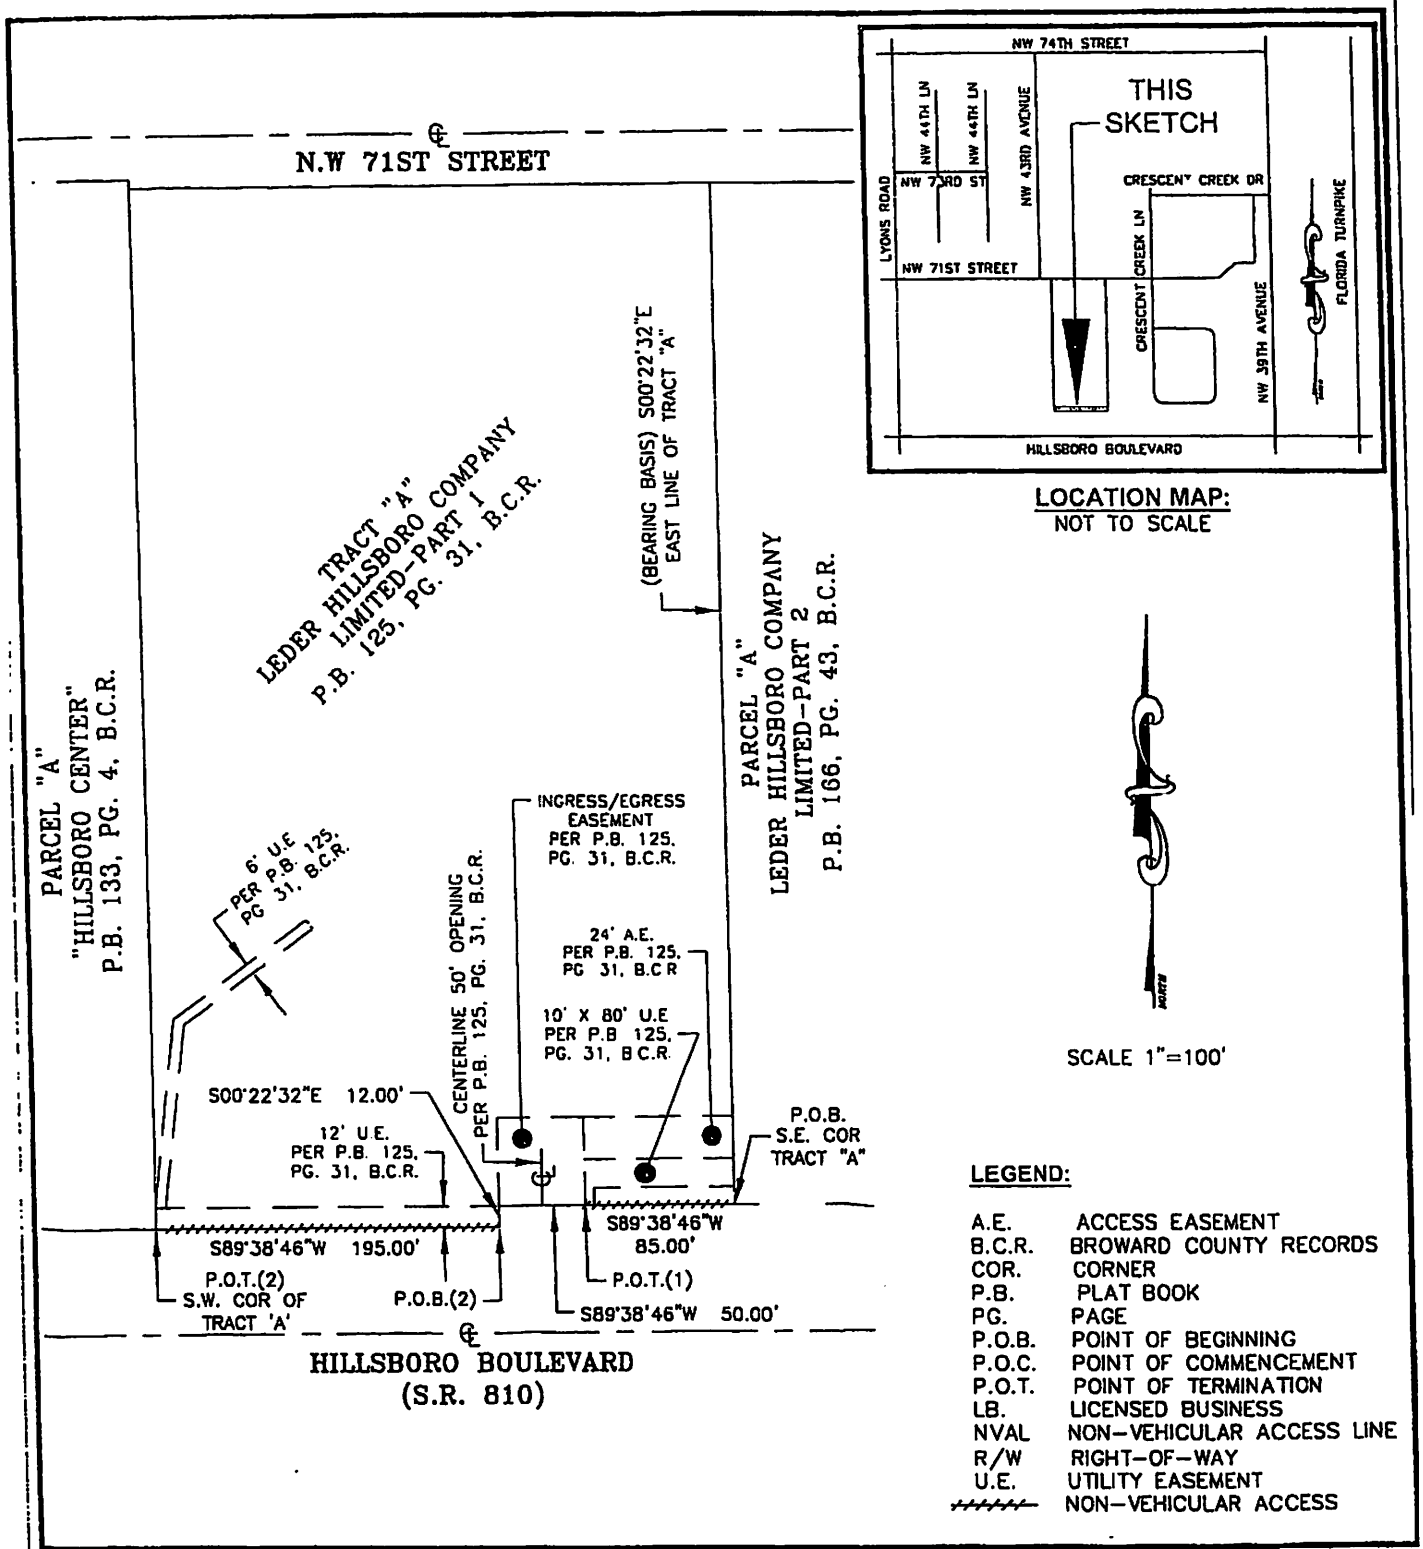 NW 74TH STREET
THIS
SKETCH
NW 44TH LN
NW 44TH LN
NW 43RD AVENUE
NW 73RD ST
LYONS ROAD
CRESCENT CREEK DR
CRESCENT CREEK LN
NW 71ST STREET
NW 39TH AVENUE
FLORIDA TURNPIKE
HILLSBORO BOULEVARD
LOCATION MAP:
NOT TO SCALE
N.W 71ST STREET
(BEARING BASIS) S00°22'32"E
EAST LINE OF TRACT "A"
TRACT "A"
LEDER HILLSBORO COMPANY
LIMITED-PART 1
P.B. 125, PG. 31, B.C.R.
PARCEL "A"
"HILLSBORO CENTER"
P.B. 133, PG. 4, B.C.R.
PARCEL "A"
LEDER HILLSBORO COMPANY
LIMITED-PART 2
P.B. 166, PG. 43, B.C.R.
6' U.E
PER P.B. 125,
PG 31, B.C.R.
INGRESS/EGRESS
EASEMENT
PER P.B. 125,
PG. 31, B.C.R.
CENTERLINE 50' OPENING
PER P.B. 125, PG. 31, B.C.R.
24' A.E.
PER P.B. 125,
PG 31, B.C.R
10' X 80' U.E
PER P.B 125,
PG. 31, B C.R.
S00°22'32"E 12.00'
12' U.E.
PER P.B. 125,
PG. 31, B.C.R.
P.O.B.
S.E. COR
TRACT "A"
S89°38'46"W
85.00'
S89°38'46"W 195.00'
P.O.T.(2)
S.W. COR OF
TRACT 'A'
P.O.B.(2)
P.O.T.(1)
S89°38'46"W 50.00'
HILLSBORO BOULEVARD
(S.R. 810)
NORTH
SCALE 1"=100'
LEGEND:
A.E. ACCESS EASEMENT
B.C.R. BROWARD COUNTY RECORDS
COR. CORNER
P.B. PLAT BOOK
PG. PAGE
P.O.B. POINT OF BEGINNING
P.O.C. POINT OF COMMENCEMENT
P.O.T. POINT OF TERMINATION
LB. LICENSED BUSINESS
NVAL NON-VEHICULAR ACCESS LINE
R/W RIGHT-OF-WAY
U.E. UTILITY EASEMENT
NON-VEHICULAR ACCESS